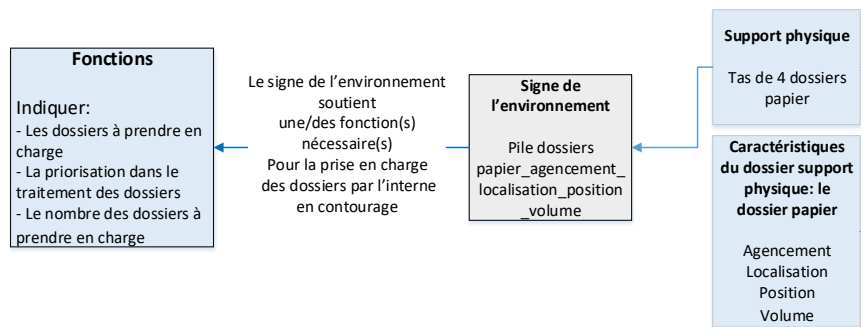 Fonctions
Indiquer:
- Les dossiers à prendre en
charge
- La priorisation dans le
traitement des dossiers
- Le nombre des dossiers à
prendre en charge
Le signe de l'environnement
soutient
une/des fonction(s)
nécessaire(s)
Pour la prise en charge
des dossiers par l'interne
en contourage
Signe de
l'environnement
Pile dossiers
papier_agencement_
localisation_position
_volume
Support physique
Tas de 4 dossiers
papier
Caractéristiques
du dossier support
physique: le
dossier papier
Agencement
Localisation
Position
Volume